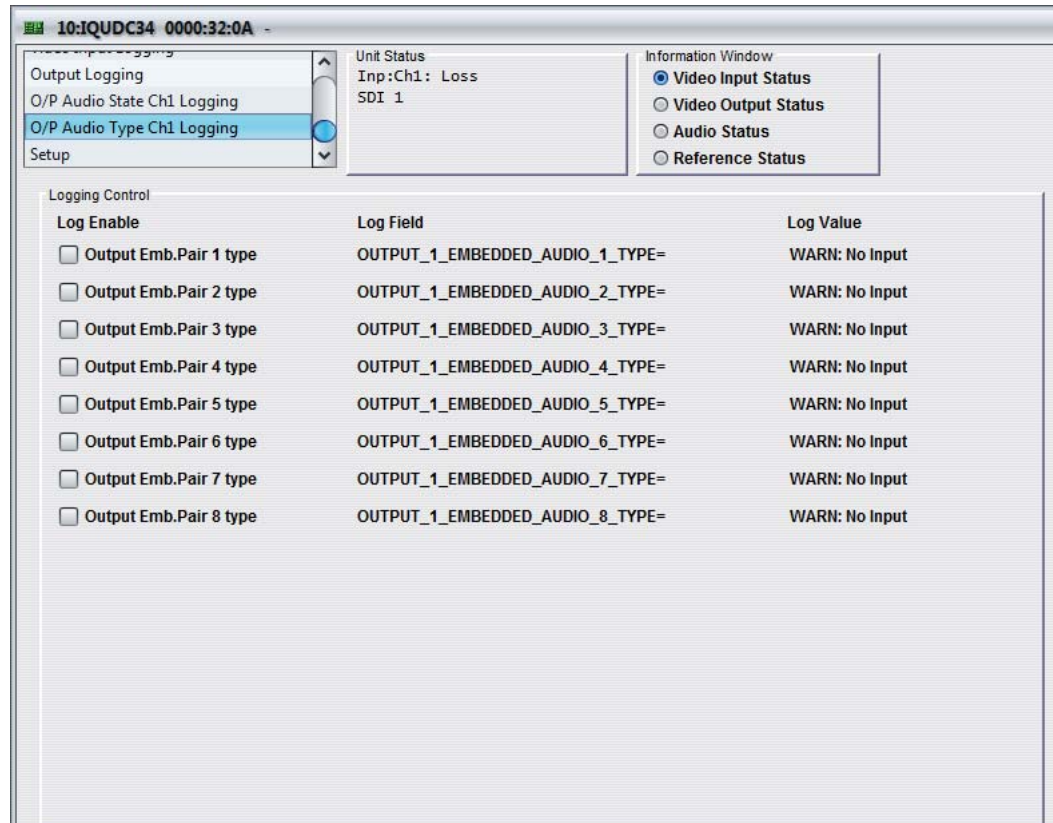 10:IQUDC34 0000:32:0A -
Output Logging
O/P Audio State Ch1 Logging
O/P Audio Type Ch1 Logging
Setup
Unit Status
Inp:Ch1: Loss
SDI 1
Information Window
Video Input Status
Video Output Status
Audio Status
Reference Status
Logging Control
Log Enable Log Field Log Value
Output Emb.Pair 1 type OUTPUT_1_EMBEDDED_AUDIO_1_TYPE= WARN: No Input
Output Emb.Pair 2 type OUTPUT_1_EMBEDDED_AUDIO_2_TYPE= WARN: No Input
Output Emb.Pair 3 type OUTPUT_1_EMBEDDED_AUDIO_3_TYPE= WARN: No Input
Output Emb.Pair 4 type OUTPUT_1_EMBEDDED_AUDIO_4_TYPE= WARN: No Input
Output Emb.Pair 5 type OUTPUT_1_EMBEDDED_AUDIO_5_TYPE= WARN: No Input
Output Emb.Pair 6 type OUTPUT_1_EMBEDDED_AUDIO_6_TYPE= WARN: No Input
Output Emb.Pair 7 type OUTPUT_1_EMBEDDED_AUDIO_7_TYPE= WARN: No Input
Output Emb.Pair 8 type OUTPUT_1_EMBEDDED_AUDIO_8_TYPE= WARN: No Input